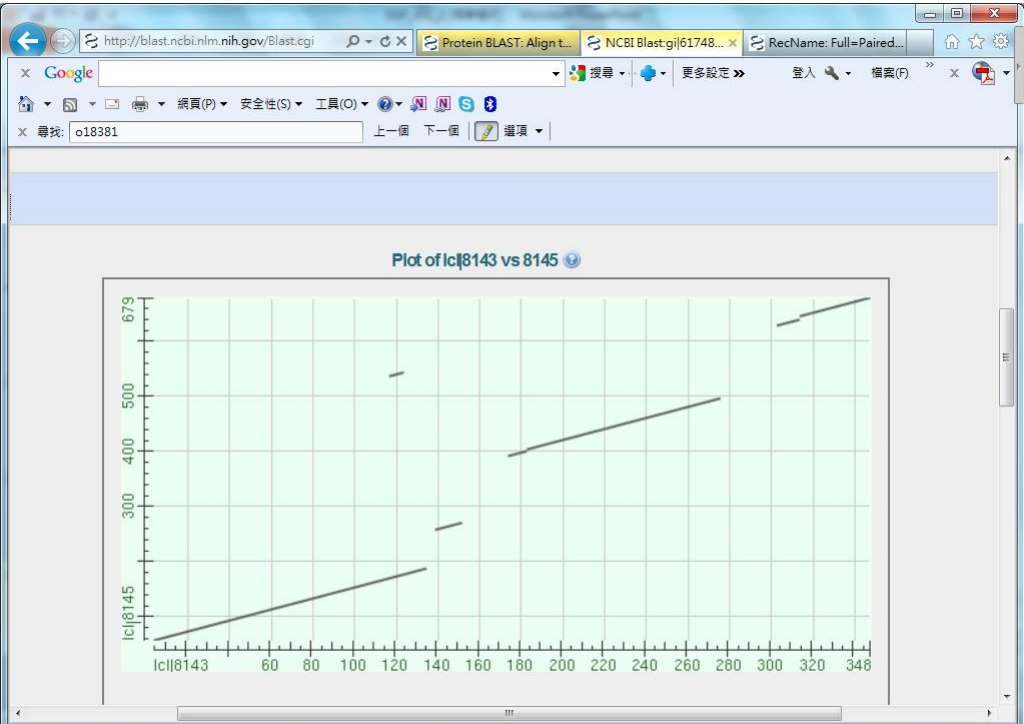 http://blast.ncbi.nlm.nih.gov/Blast.cgi
Protein BLAST: Align t...
NCBI Blast:gi|61748...
RecName: Full=Paired...
x Google 搜尋 更多設定 » 登入 檔案(F) » x
網頁(P) 安全性(S) 工具(O)
x 尋找: o18381 上一個 下一個 選項
Plot of lcl|8143 vs 8145
679
500
400
300
lcl|8145
lcl|8143 60 80 100 120 140 160 180 200 220 240 260 280 300 320 348